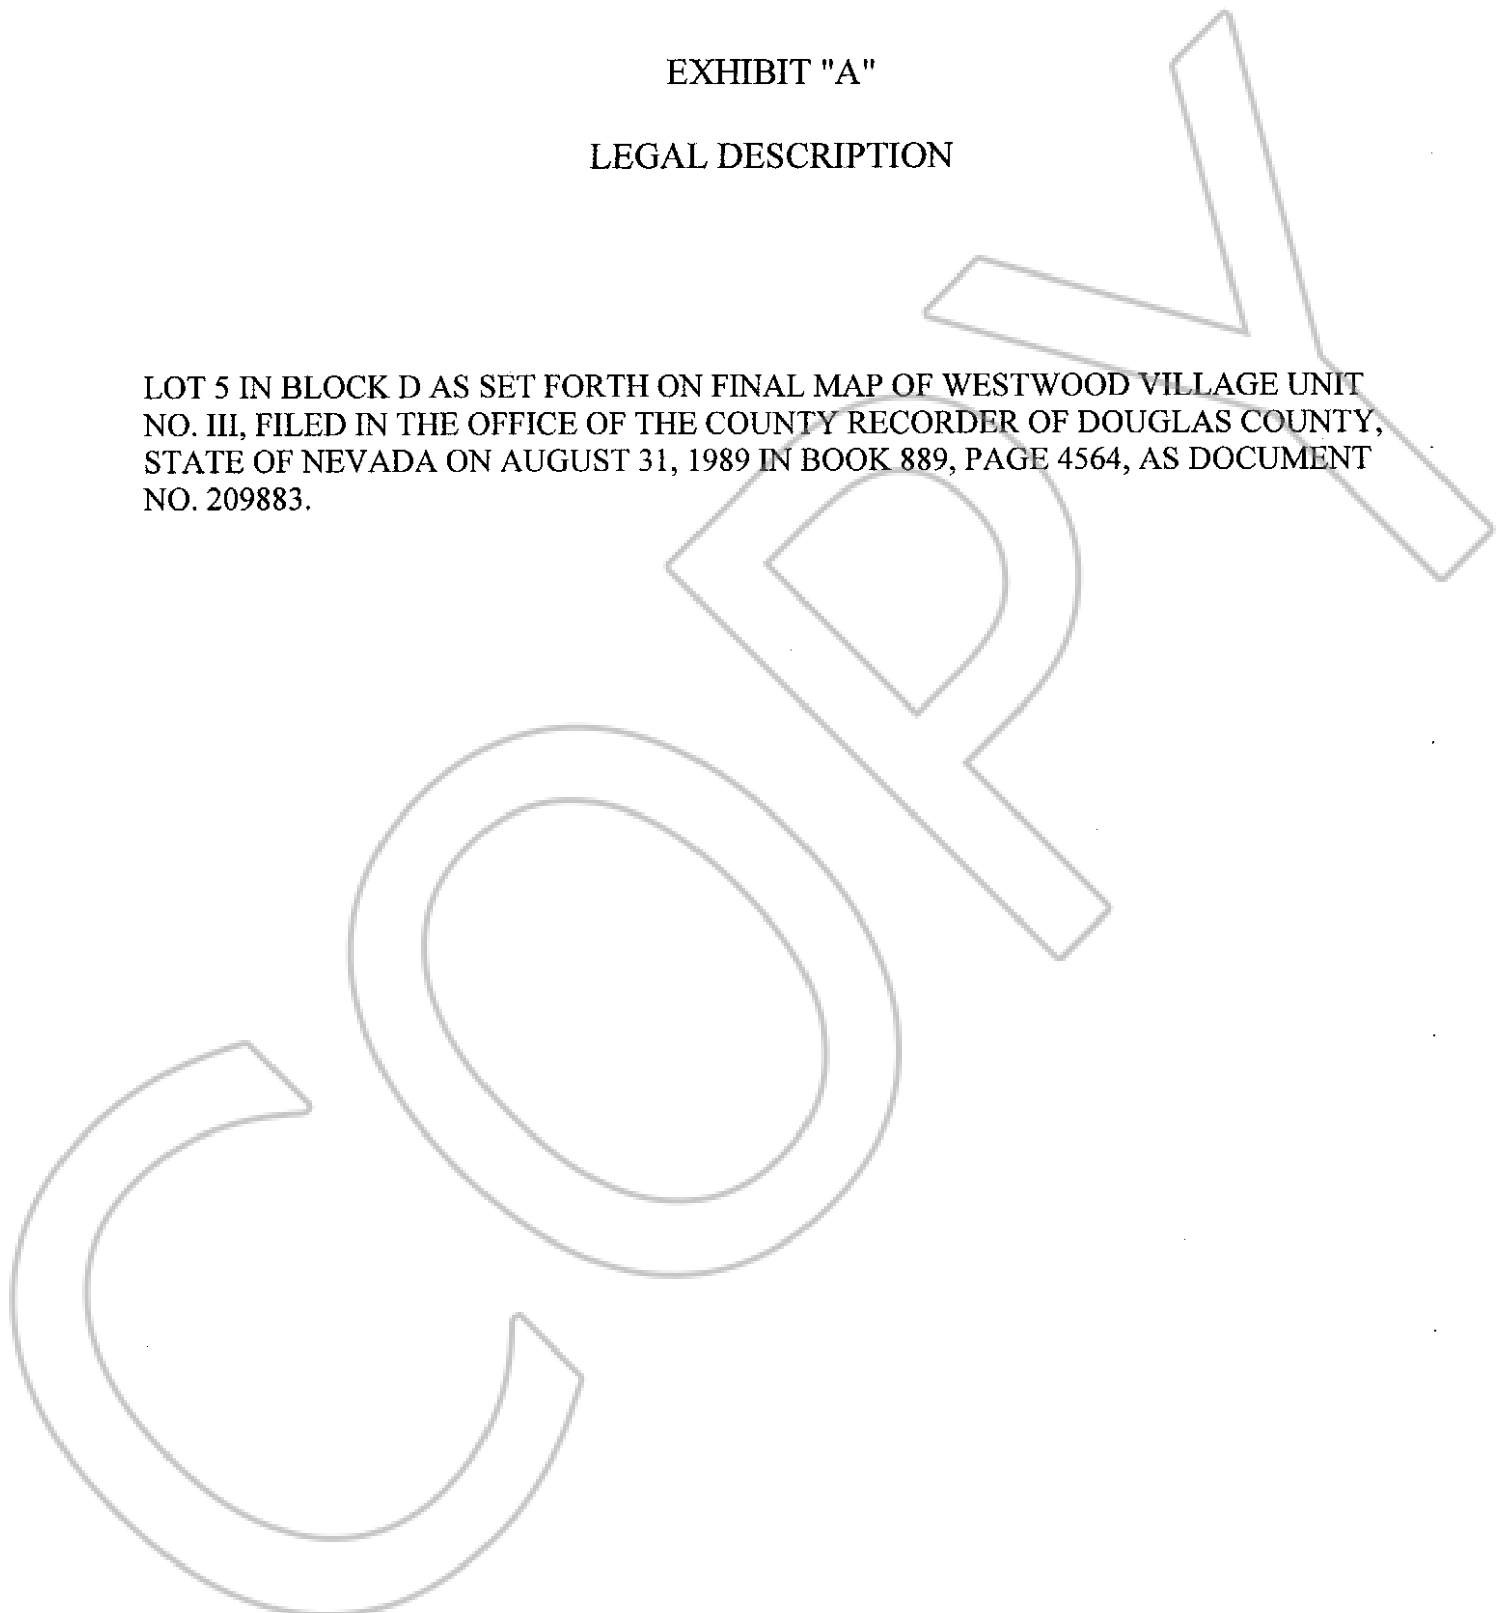 EXHIBIT "A"
LEGAL DESCRIPTION
LOT 5 IN BLOCK D AS SET FORTH ON FINAL MAP OF WESTWOOD VILLAGE UNIT
NO. III, FILED IN THE OFFICE OF THE COUNTY RECORDER OF DOUGLAS COUNTY,
STATE OF NEVADA ON AUGUST 31, 1989 IN BOOK 889, PAGE 4564, AS DOCUMENT
NO. 209883.
COPY